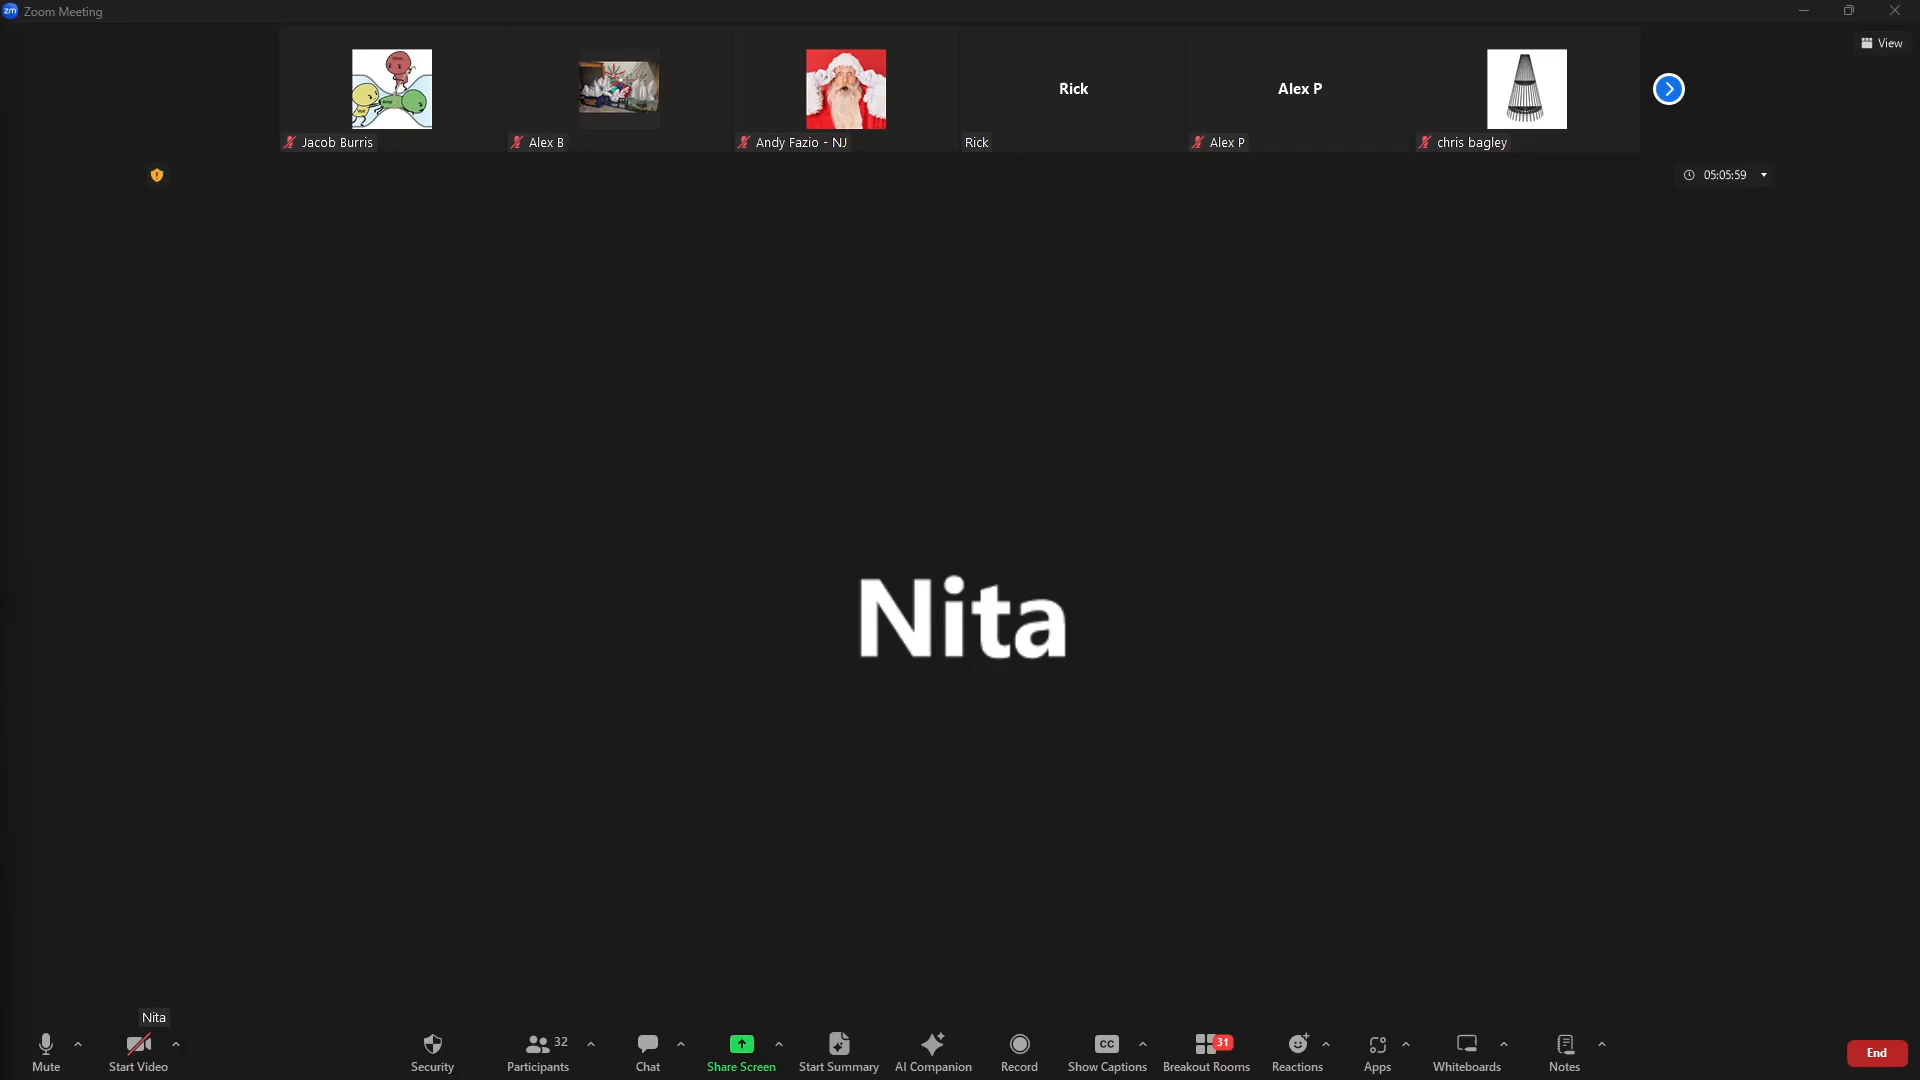 zm Zoom Meeting
View
Rick
Alex P
Jacob Burris
Alex B
Andy Fazio - NJ
Rick
Alex P
chris bagley
05:05:59
Nita
Nita
Mute
Start Video
Security
32
Participants
Chat
Share Screen
Start Summary
AI Companion
Record
CC
Show Captions
31
Breakout Rooms
Reactions
Apps
Whiteboards
Notes
End